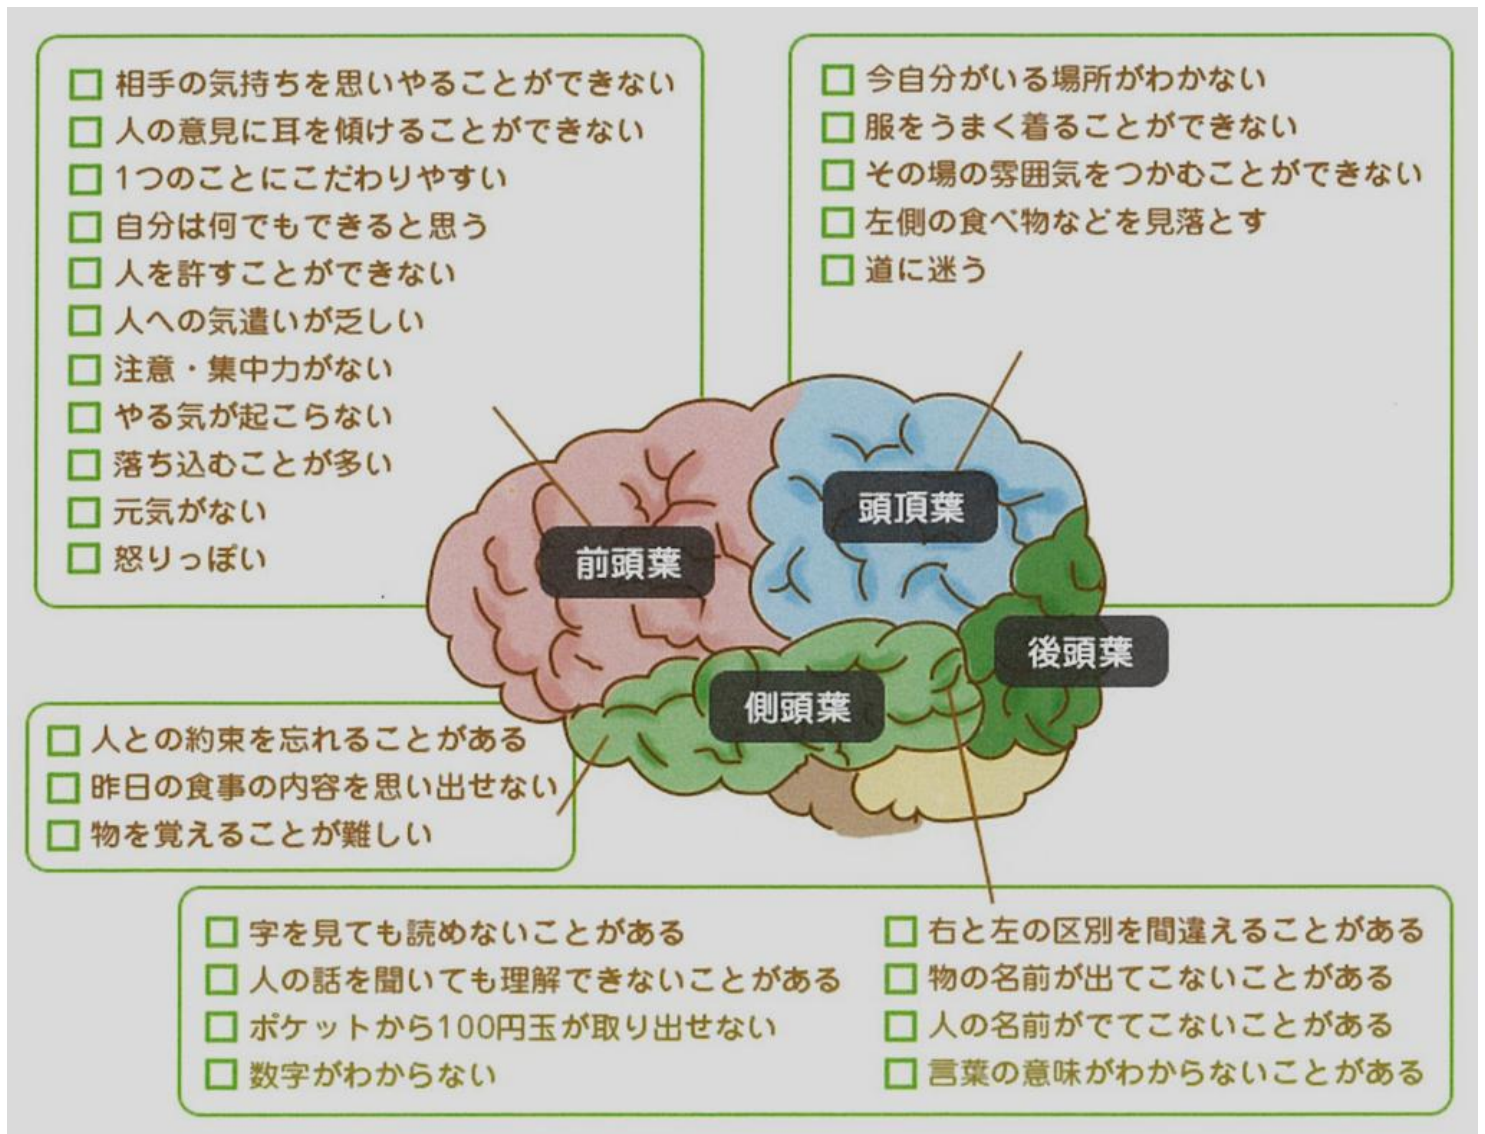 相手の気持ちを思いやることができない
人の意見に耳を傾けることができない
1つのことにこだわりやすい
自分は何でもできると思う
人を許すことができない
人への気遣いが乏しい
注意・集中力がない
やる気が起こらない
落ち込むことが多い
元気がない
怒りっぽい
今自分がいる場所がわかない
服をうまく着ることができない
その場の雰囲気をつかむことができない
左側の食べ物などを見落とす
道に迷う
頭頂葉
前頭葉
後頭葉
側頭葉
人との約束を忘れることがある
昨日の食事の内容を思い出せない
物を覚えることが難しい
字を見ても読めないことがある
人の話を聞いても理解できないことがある
ポケットから100円玉が取り出せない
数字がわからない
右と左の区別を間違えることがある
物の名前が出てこないことがある
人の名前がでてこないことがある
言葉の意味がわからないことがある